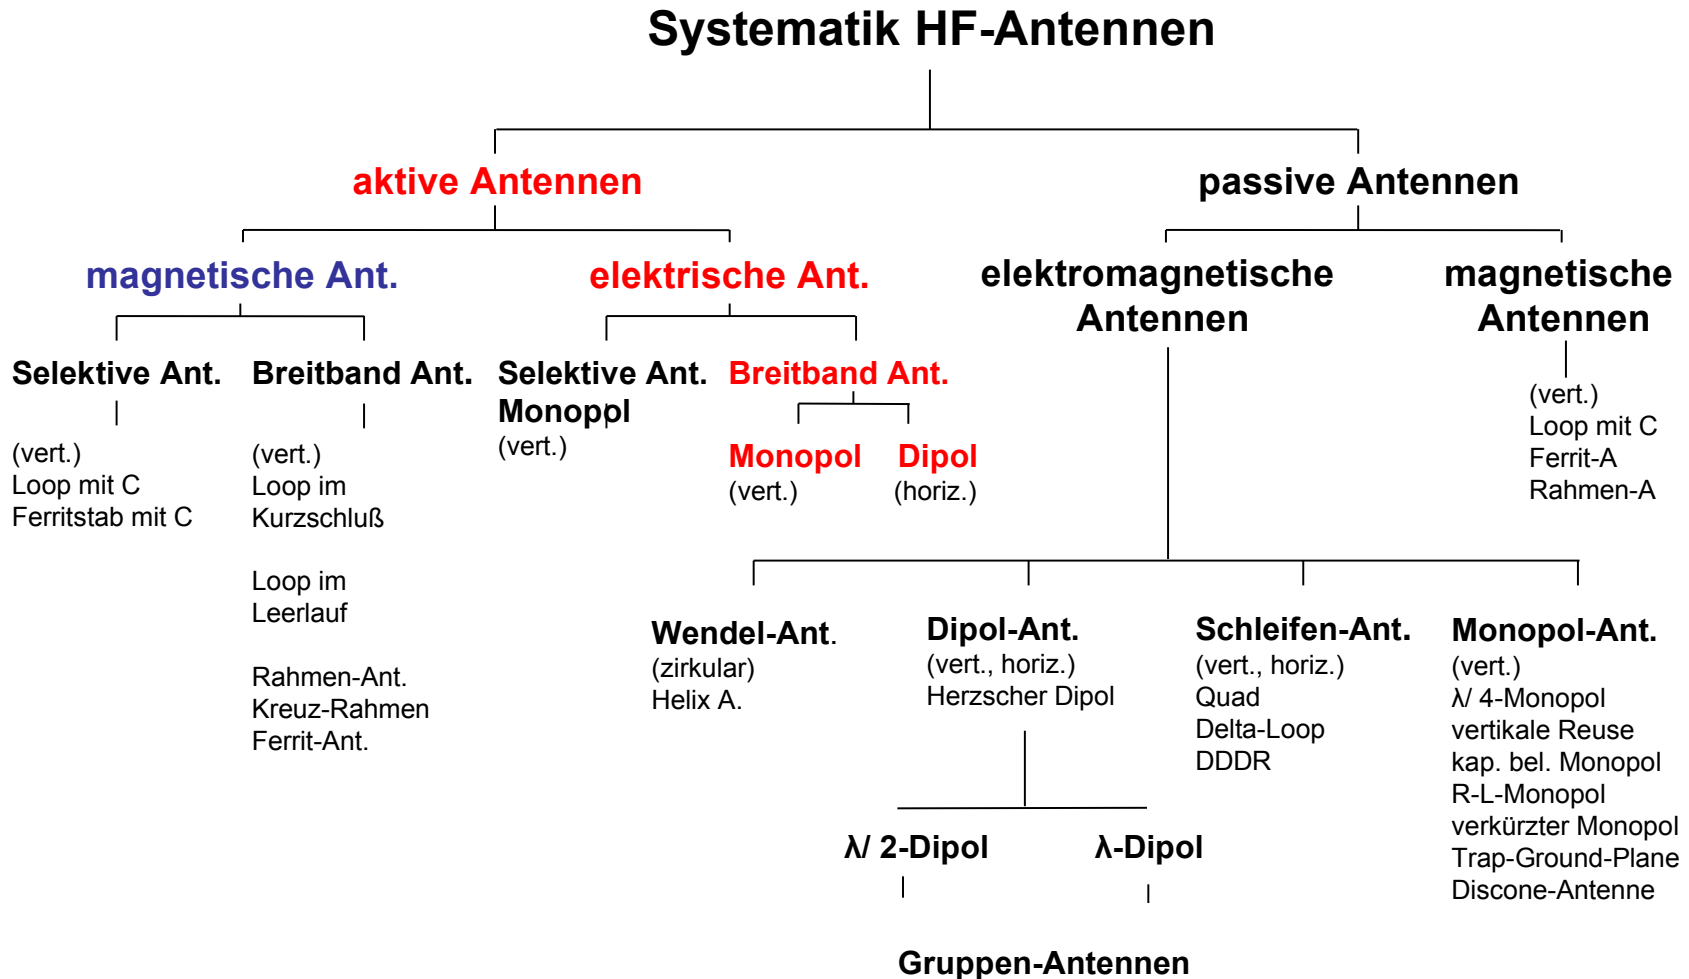 Systematik HF-Antennen
aktive Antennen
passive Antennen
magnetische Ant.
elektrische Ant.
elektromagnetische
Antennen
magnetische
Antennen
Selektive Ant.
(vert.)
Loop mit C
Ferritstab mit C
Breitband Ant.
(vert.)
Loop im
Kurzschluß
Loop im
Leerlauf
Rahmen-Ant.
Kreuz-Rahmen
Ferrit-Ant.
Selektive Ant.
Monopol
(vert.)
Breitband Ant.
Monopol
(vert.)
Dipol
(horiz.)
(vert.)
Loop mit C
Ferrit-A
Rahmen-A
Wendel-Ant.
(zirkular)
Helix A.
Dipol-Ant.
(vert., horiz.)
Herzscher Dipol
Schleifen-Ant.
(vert., horiz.)
Quad
Delta-Loop
DDDR
Monopol-Ant.
(vert.)
λ/ 4-Monopol
vertikale Reuse
kap. bel. Monopol
R-L-Monopol
verkürzter Monopol
Trap-Ground-Plane
Discone-Antenne
λ/ 2-Dipol
λ-Dipol
Gruppen-Antennen